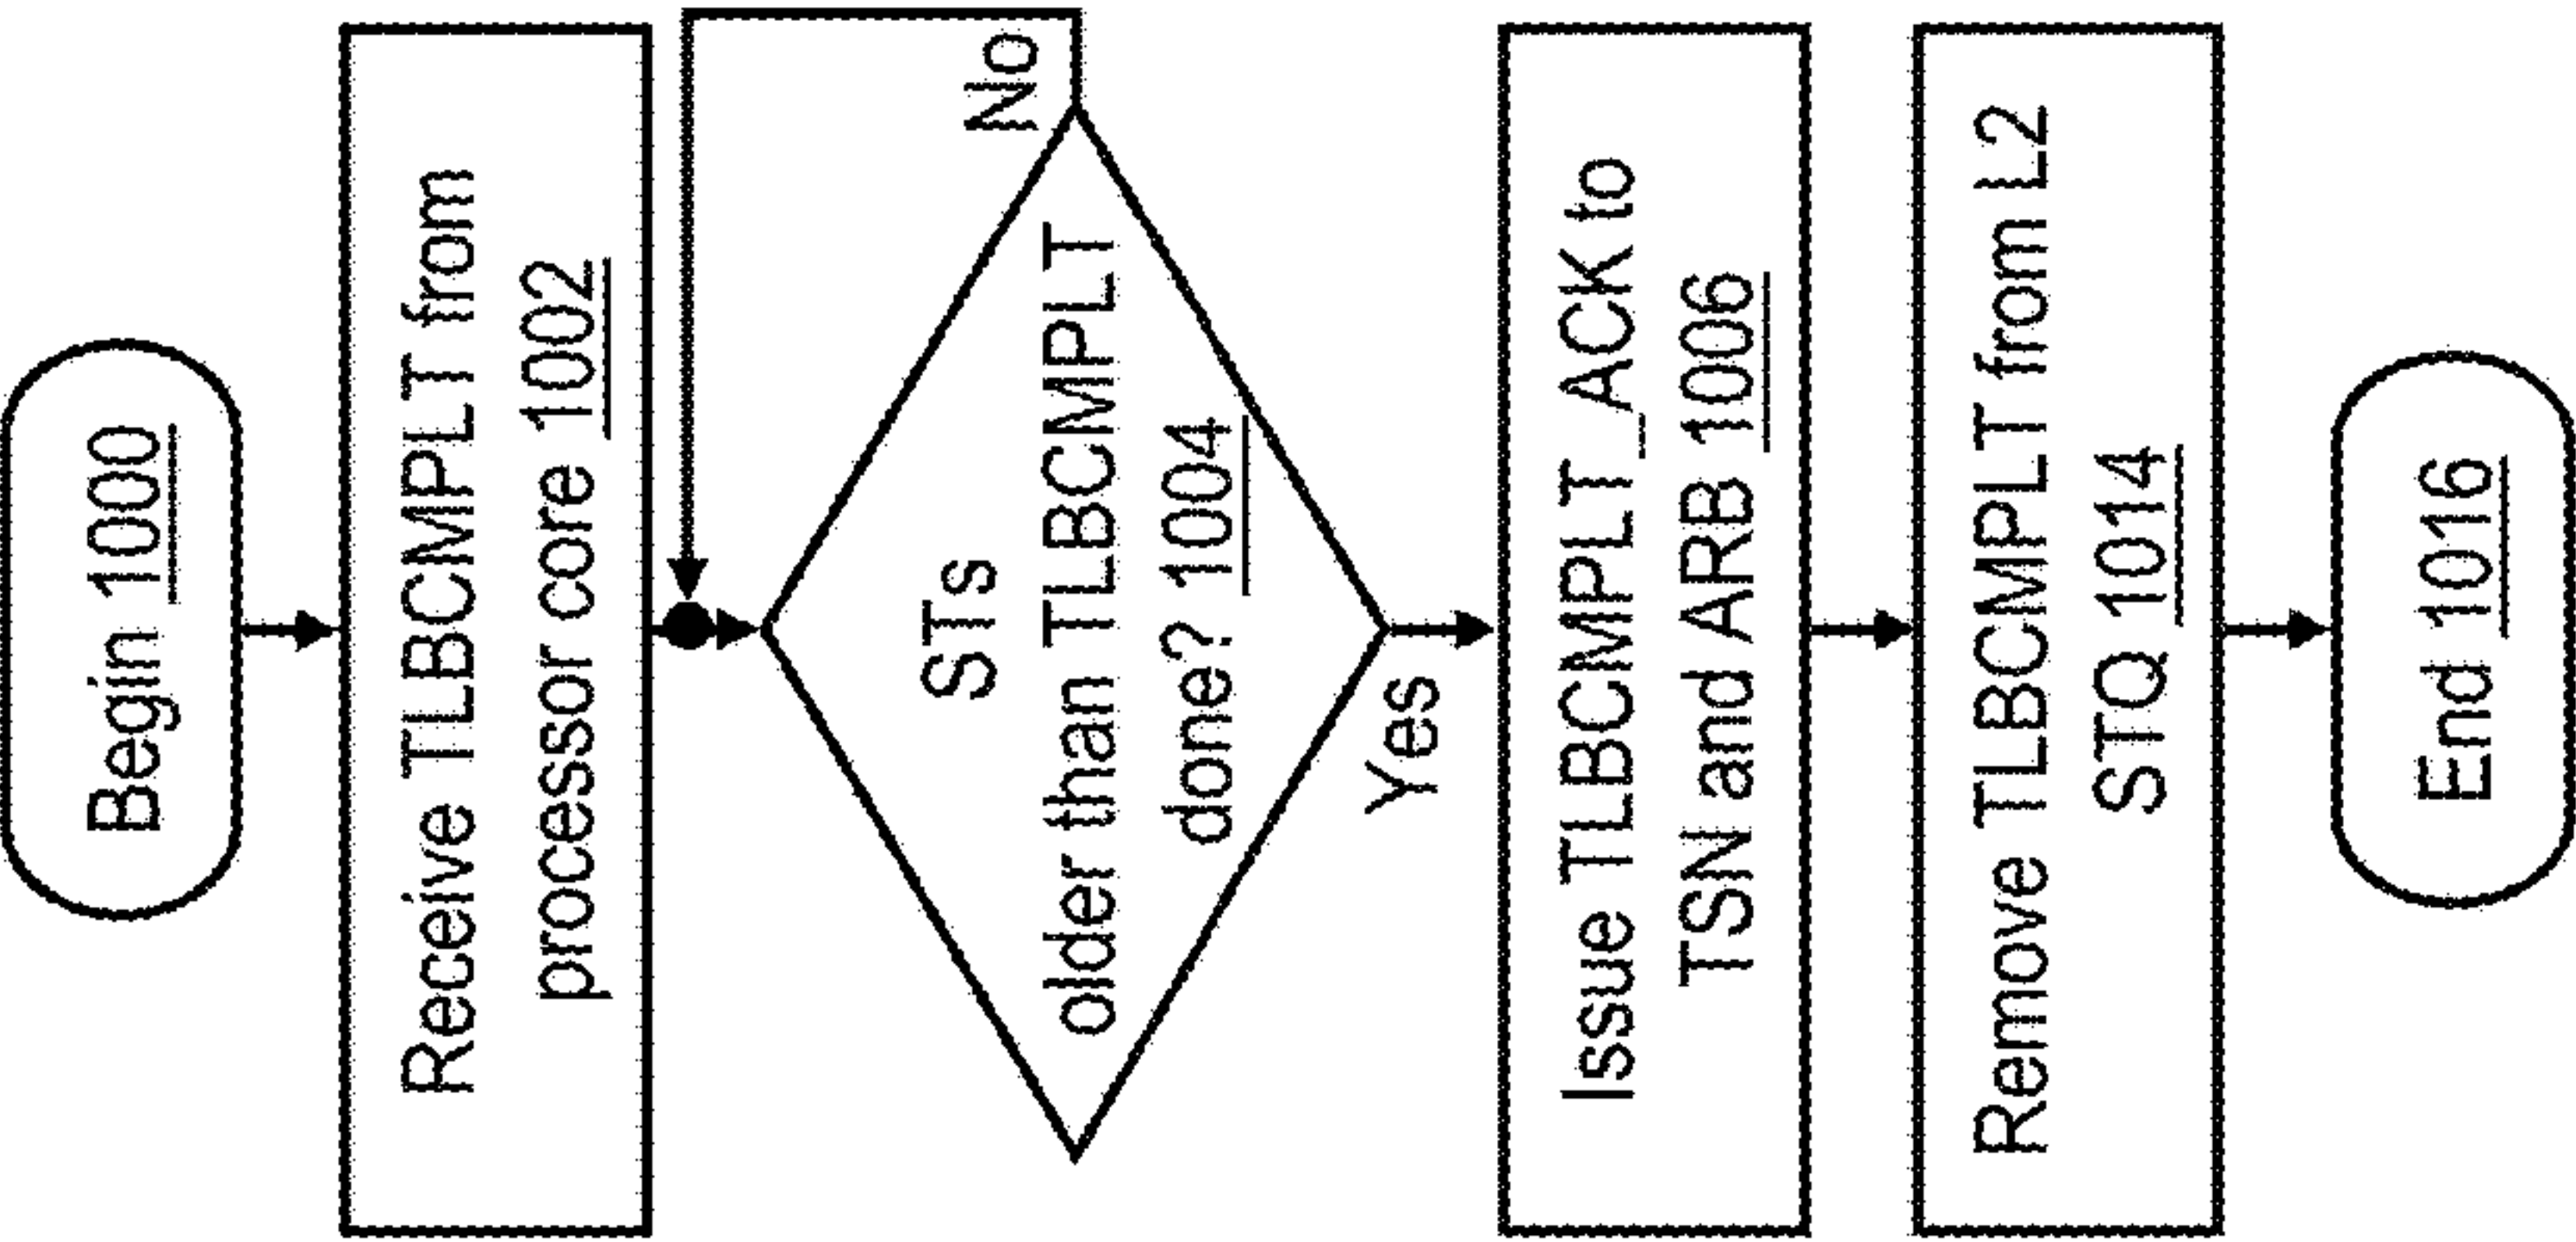 Begin 1000
Receive TLBCMPLT from
processor core 1002
No
STs
older than TLBCMPLT
done? 1004
Yes
Issue TLBCMPLT_ACK to
TSN and ARB 1006
Remove TLBCMPLT from L2
STQ 1014
End 1016